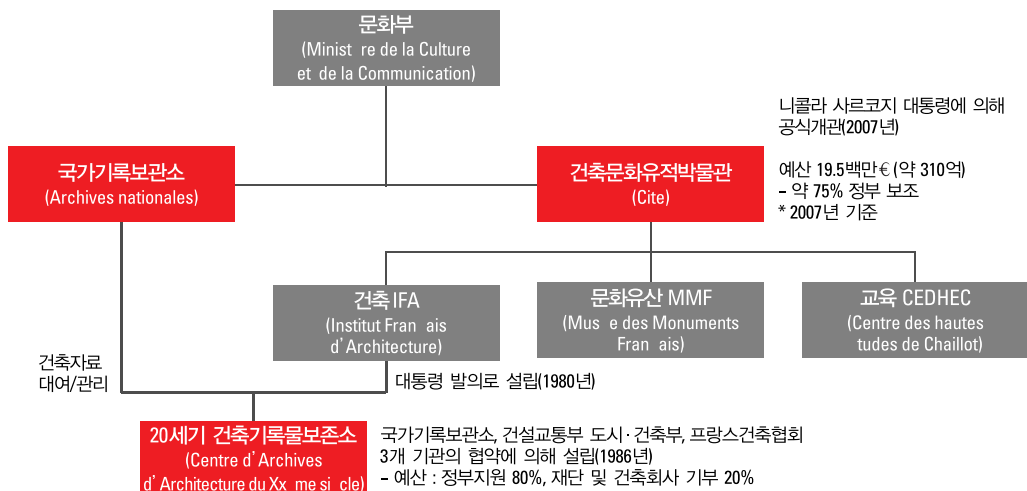 문화부
(Minist re de la Culture
et de la Communication)
니콜라 사르코지 대통령에 의해
공식개관(2007년)
국가기록보관소
(Archives nationales)
건축문화유적박물관
(Cite)
예산 19.5백만€(약 310억)
– 약 75% 정부 보조
* 2007년 기준
건축 IFA
(Institut Fran ais
d' Architecture)
문화유산 MMF
(Mus e des Monuments
Fran ais)
교육 CEDHEC
(Centre des hautes
tudes de Chaillot)
건축자료
대여/관리
대통령 발의로 설립(1980년)
20세기 건축기록물보존소
(Centre d' Archives
d' Architecture du Xx me si cle)
국가기록보관소, 건설교통부 도시·건축부, 프랑스건축협회
3개 기관의 협약에 의해 설립(1986년)
– 예산 : 정부지원 80%, 재단 및 건축회사 기부 20%